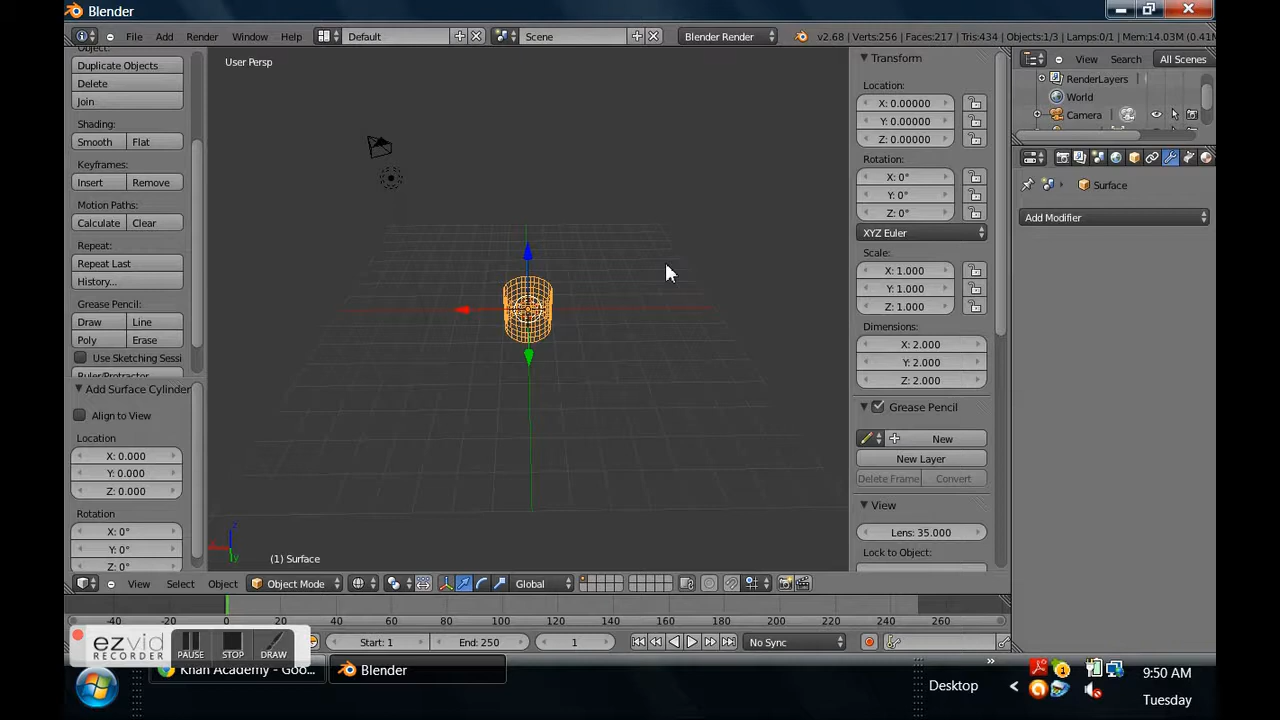 Blender
File Add Render Window Help Default Scene Blender Render v2.68 | Verts:256 | Faces:217 | Tris:434 | Objects:1/3 | Lamps:0/1 | Mem:14.03M (0.41M
Object:
Duplicate Objects
Delete
Join
Shading:
Smooth Flat
Keyframes:
Insert Remove
Motion Paths:
Calculate Clear
Repeat:
Repeat Last
History...
Grease Pencil:
Draw Line
Poly Erase
Use Sketching Sessi
Ruler/Protractor
Add Surface Cylinder
Align to View
Location
X: 0.000
Y: 0.000
Z: 0.000
Rotation
X: 0°
Y: 0°
Z: 0°
User Persp
z
y
(1) Surface
Transform
Location:
X: 0.00000
Y: 0.00000
Z: 0.00000
Rotation:
X: 0°
Y: 0°
Z: 0°
XYZ Euler
Scale:
X: 1.000
Y: 1.000
Z: 1.000
Dimensions:
X: 2.000
Y: 2.000
Z: 2.000
Grease Pencil
New
New Layer
Delete Frame Convert
View
Lens: 35.000
Lock to Object:
View Search All Scenes
RenderLayers
World
Camera
Surface
Add Modifier
View Select Object Object Mode Global
-40 -20 0 20 40 60 80 100 120 140 160 180 200 220 240 260
Start: 1 End: 250 1 No Sync
ezvid
RECORDER
PAUSE STOP DRAW
Khan Academy - Goo...
Blender
Desktop
9:50 AM
Tuesday